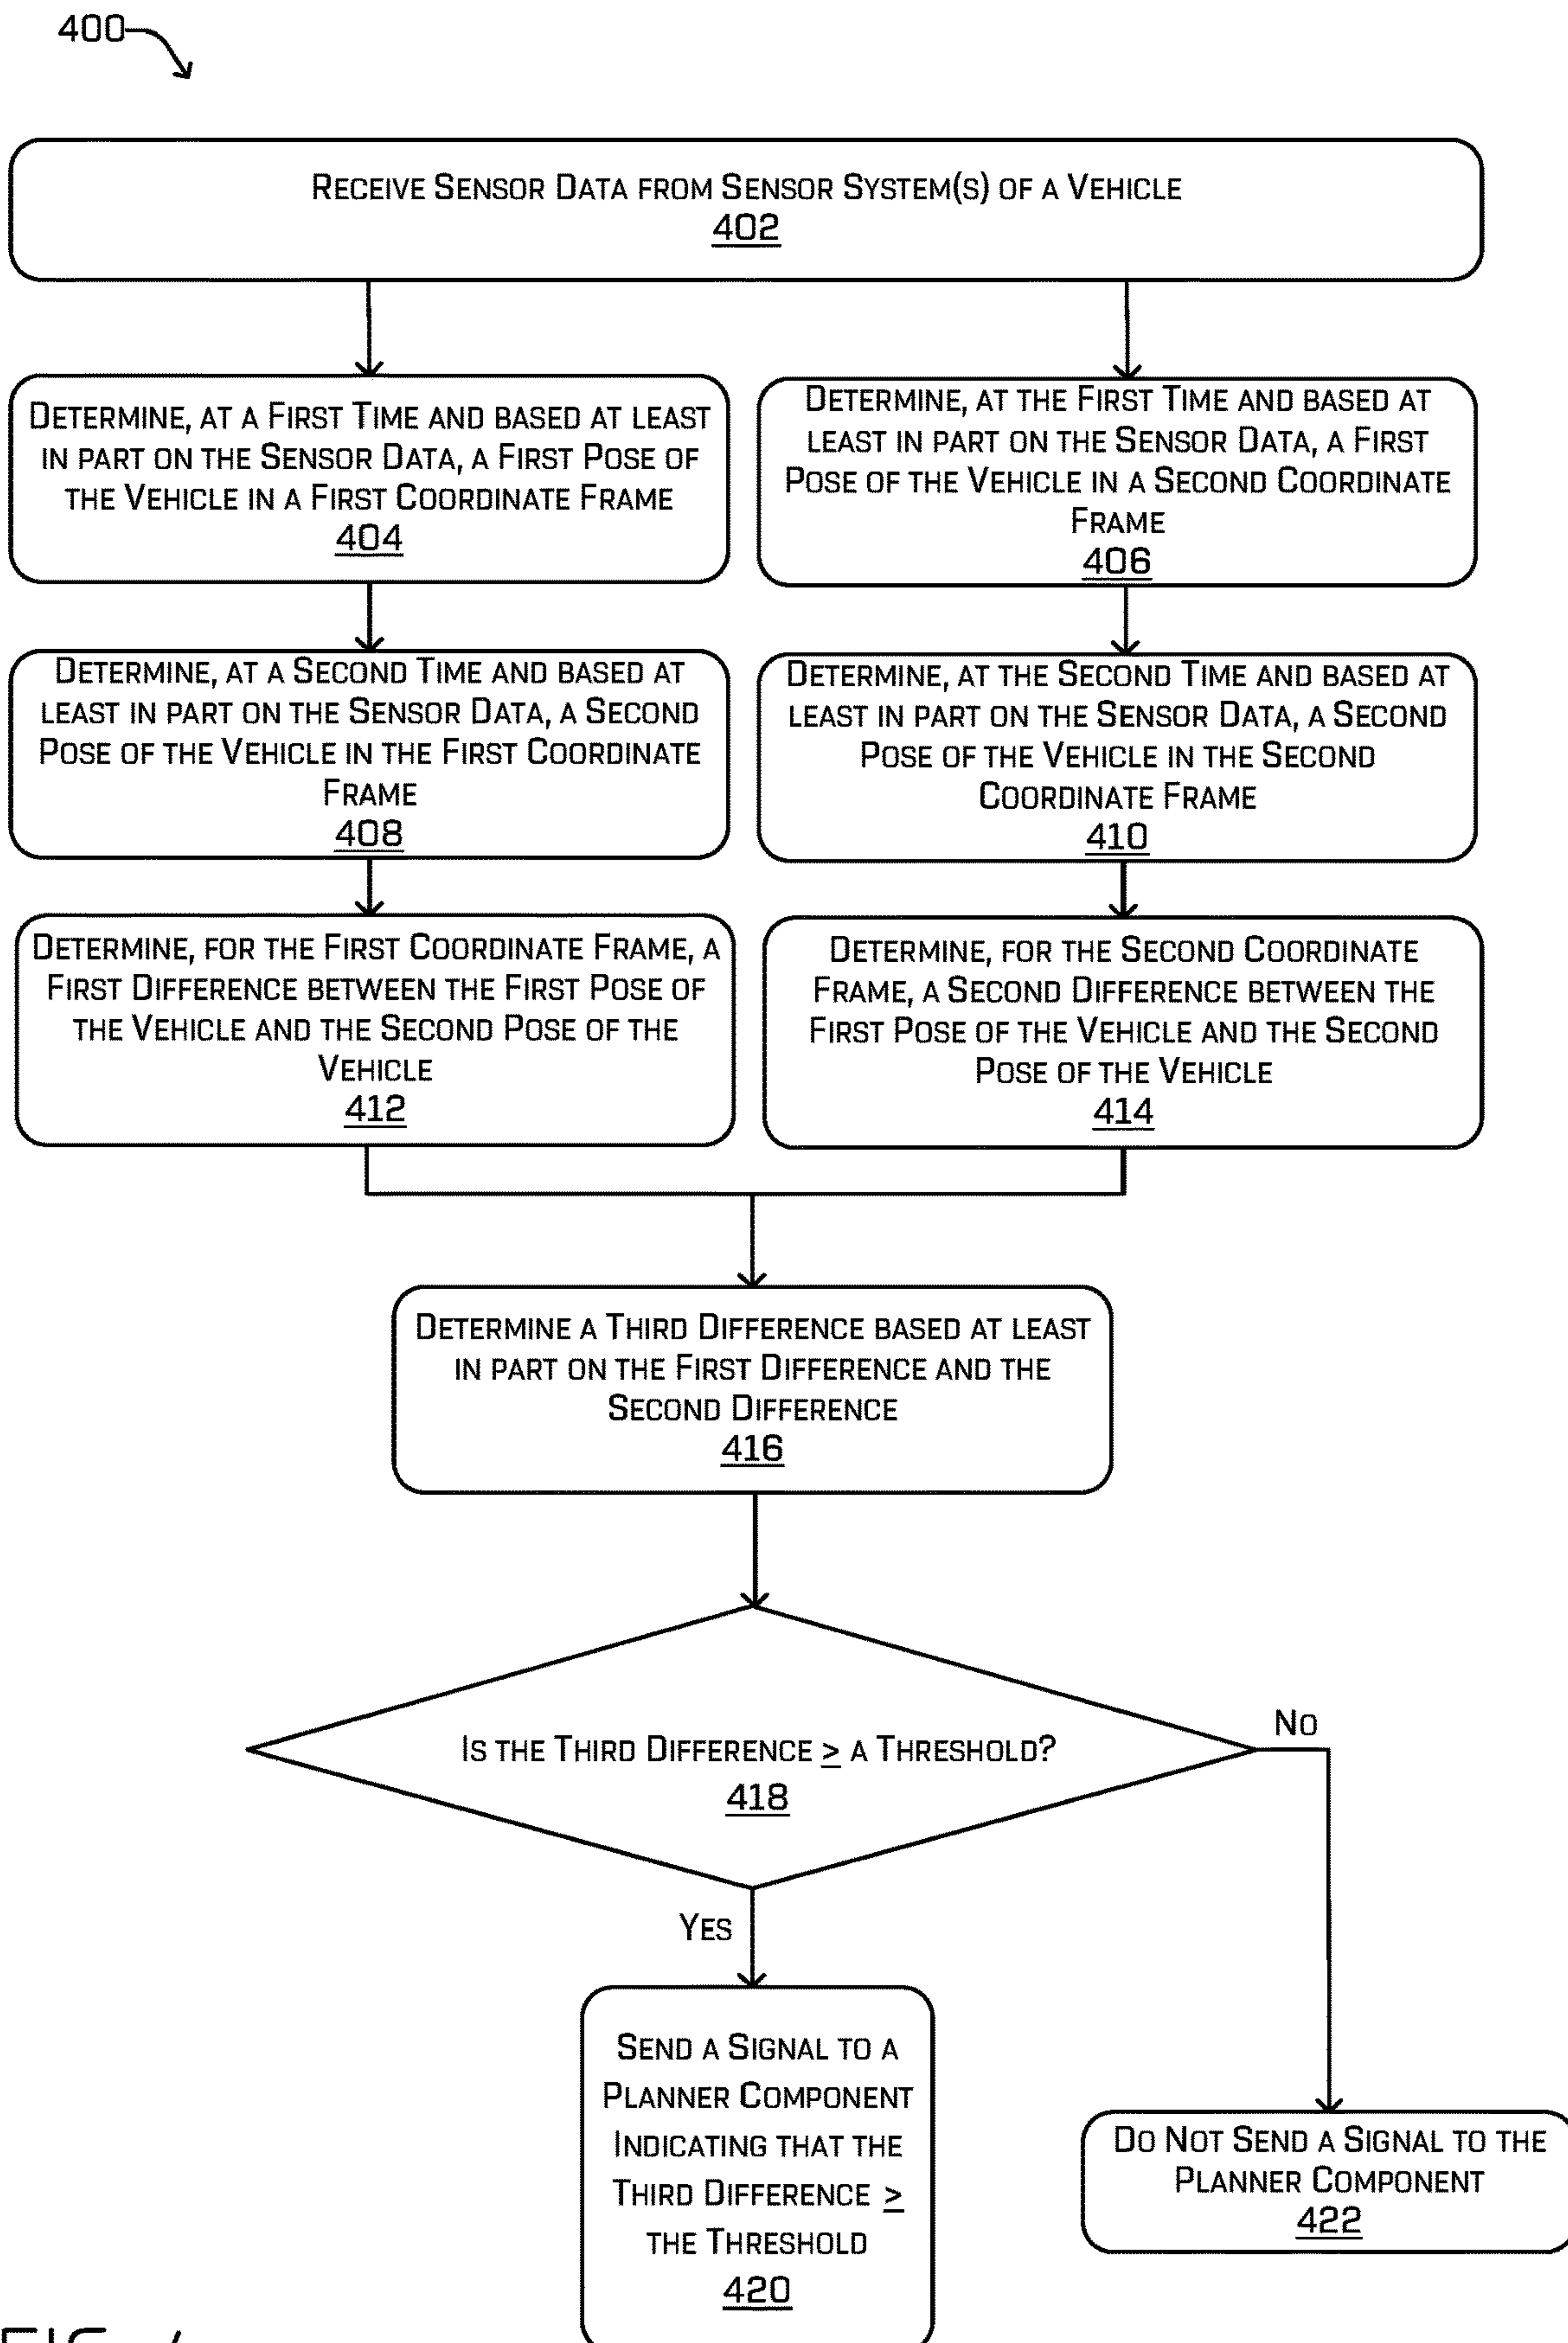 400
RECEIVE SENSOR DATA FROM SENSOR SYSTEM(S) OF A VEHICLE
402
DETERMINE, AT A FIRST TIME AND BASED AT LEAST
IN PART ON THE SENSOR DATA, A FIRST POSE OF
THE VEHICLE IN A FIRST COORDINATE FRAME
404
DETERMINE, AT THE FIRST TIME AND BASED AT
LEAST IN PART ON THE SENSOR DATA, A FIRST
POSE OF THE VEHICLE IN A SECOND COORDINATE
FRAME
406
DETERMINE, AT A SECOND TIME AND BASED AT
LEAST IN PART ON THE SENSOR DATA, A SECOND
POSE OF THE VEHICLE IN THE FIRST COORDINATE
FRAME
408
DETERMINE, AT THE SECOND TIME AND BASED AT
LEAST IN PART ON THE SENSOR DATA, A SECOND
POSE OF THE VEHICLE IN THE SECOND
COORDINATE FRAME
410
DETERMINE, FOR THE FIRST COORDINATE FRAME, A
FIRST DIFFERENCE BETWEEN THE FIRST POSE OF
THE VEHICLE AND THE SECOND POSE OF THE
VEHICLE
412
DETERMINE, FOR THE SECOND COORDINATE
FRAME, A SECOND DIFFERENCE BETWEEN THE
FIRST POSE OF THE VEHICLE AND THE SECOND
POSE OF THE VEHICLE
414
DETERMINE A THIRD DIFFERENCE BASED AT LEAST
IN PART ON THE FIRST DIFFERENCE AND THE
SECOND DIFFERENCE
416
IS THE THIRD DIFFERENCE ≥ A THRESHOLD?
418
NO
YES
SEND A SIGNAL TO A
PLANNER COMPONENT
INDICATING THAT THE
THIRD DIFFERENCE ≥
THE THRESHOLD
420
DO NOT SEND A SIGNAL TO THE
PLANNER COMPONENT
422